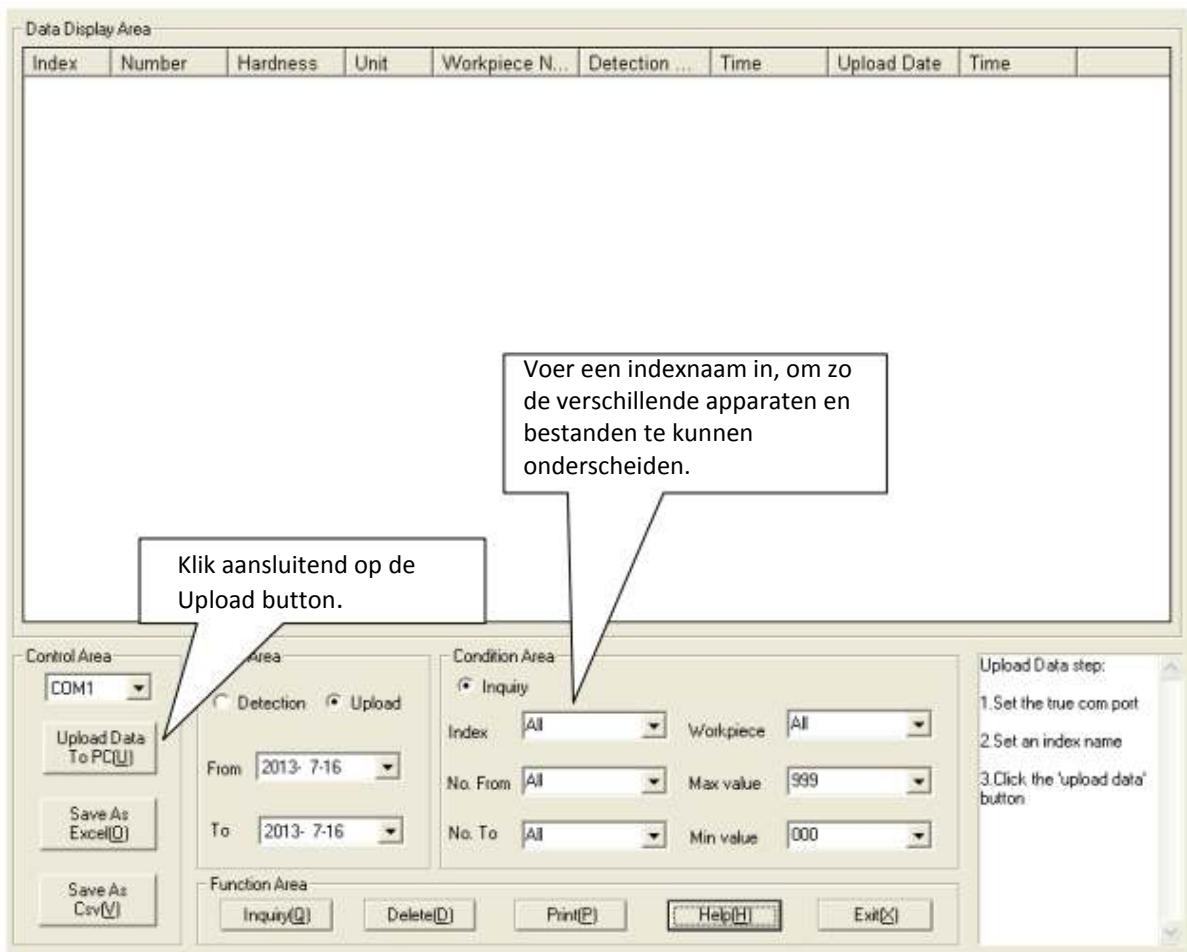 Data Display Area
Index Number Hardness Unit Workpiece N... Detection ... Time Upload Date Time
Voer een indexnaam in, om zo
de verschillende apparaten en
bestanden te kunnen
onderscheiden.
Klik aansluitend op de
Upload button.
Control Area
COM1
Upload Data
To PC(U)
Save As
Excel(O)
Save As
Csv(V)
Area
Detection Upload
From 2013- 7-16
To 2013- 7-16
Condition Area
Inquiry
Index All Workpiece All
No. From All Max value 999
No. To All Min value 000
Function Area
Inquiry(Q) Delete(D) Print(P) Help(H) Exit(X)
Upload Data step:
1.Set the true com port
2.Set an index name
3.Click the 'upload data'
button